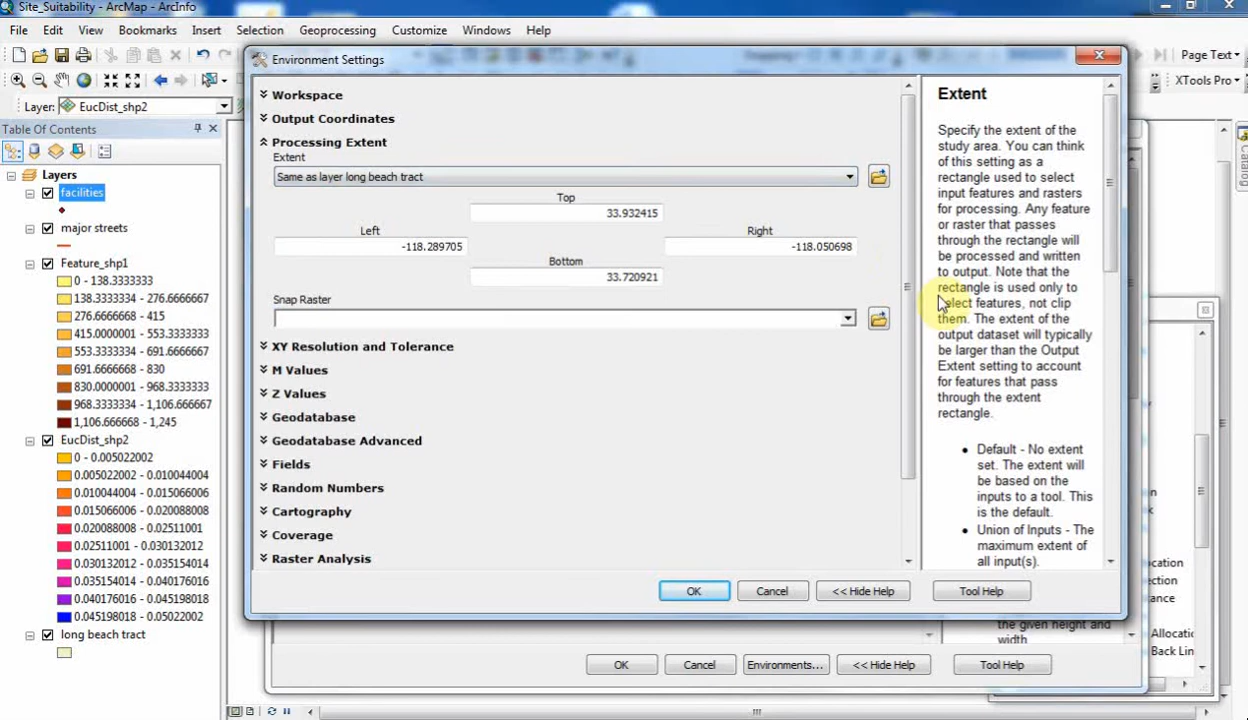 Site_Suitability - ArcMap - ArcInfo
File Edit View Bookmarks Insert Selection Geoprocessing Customize Windows Help
Page Text
XTools Pro
Layer: EucDist_shp2
Table Of Contents
Layers
facilities
major streets
Feature_shp1
0 - 138.3333333
138.3333334 - 276.6666667
276.6666668 - 415
415.0000001 - 553.3333333
553.3333334 - 691.6666667
691.6666668 - 830
830.0000001 - 968.3333333
968.3333334 - 1,106.666667
1,106.666668 - 1,245
EucDist_shp2
0 - 0.005022002
0.005022003 - 0.010044004
0.010044005 - 0.015066006
0.015066007 - 0.020088008
0.020088009 - 0.02511001
0.02511001 - 0.030132012
0.030132013 - 0.035154014
0.035154015 - 0.040176016
0.040176017 - 0.045198018
0.045198019 - 0.05022002
long beach tract
Environment Settings
Workspace
Output Coordinates
Processing Extent
Extent
Same as layer long beach tract
Top
33.932415
Left
Right
-118.289705
-118.050698
Bottom
33.720921
Snap Raster
XY Resolution and Tolerance
M Values
Z Values
Geodatabase
Geodatabase Advanced
Fields
Random Numbers
Cartography
Coverage
Raster Analysis
OK Cancel << Hide Help Tool Help
Extent
Specify the extent of the
study area. You can think
of this setting as a
rectangle used to select
input features and rasters
for processing. Any feature
or raster that passes
through the rectangle will
be processed and written
to output. Note that the
rectangle is used only to
select features, not clip
them. The extent of the
output dataset will typically
be larger than the Output
Extent setting to account
for features that pass
through the extent
rectangle.
Default - No extent
set. The extent will
be based on the
inputs to a tool. This
is the default.
Union of Inputs - The
maximum extent of
all input(s).
the given height and
width
OK Cancel Environments... << Hide Help Tool Help
Catalog
Back Lin